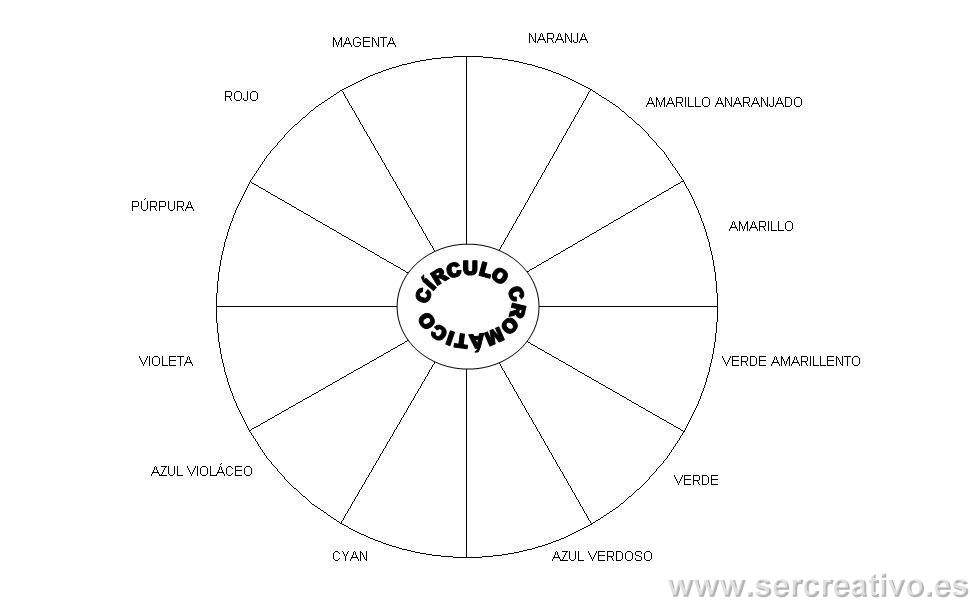 NARANJA
MAGENTA
ROJO
AMARILLO ANARANJADO
PÚRPURA
AMARILLO
CÍRCULO CROMÁTICO
VIOLETA
VERDE AMARILLENTO
AZUL VIOLÁCEO
VERDE
CYAN
AZUL VERDOSO
www.sercreativo.es